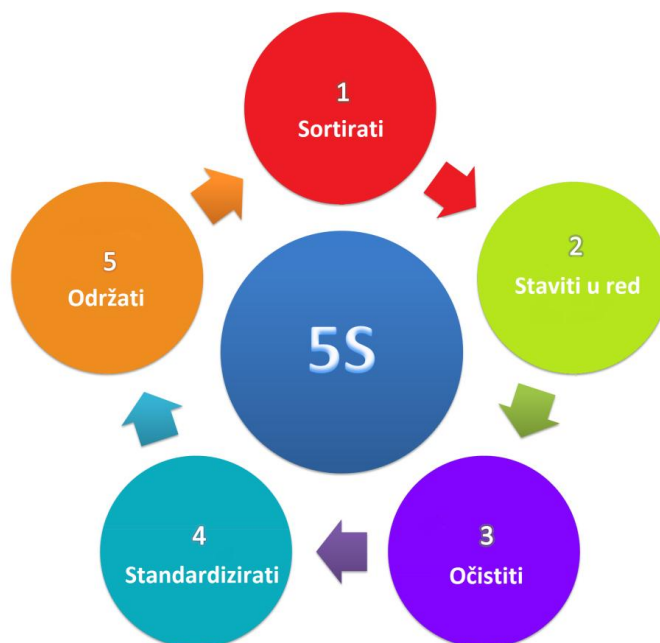 1
Sortirati
2
Staviti u red
3
Očistiti
4
Standardizirati
5
Održati
5S